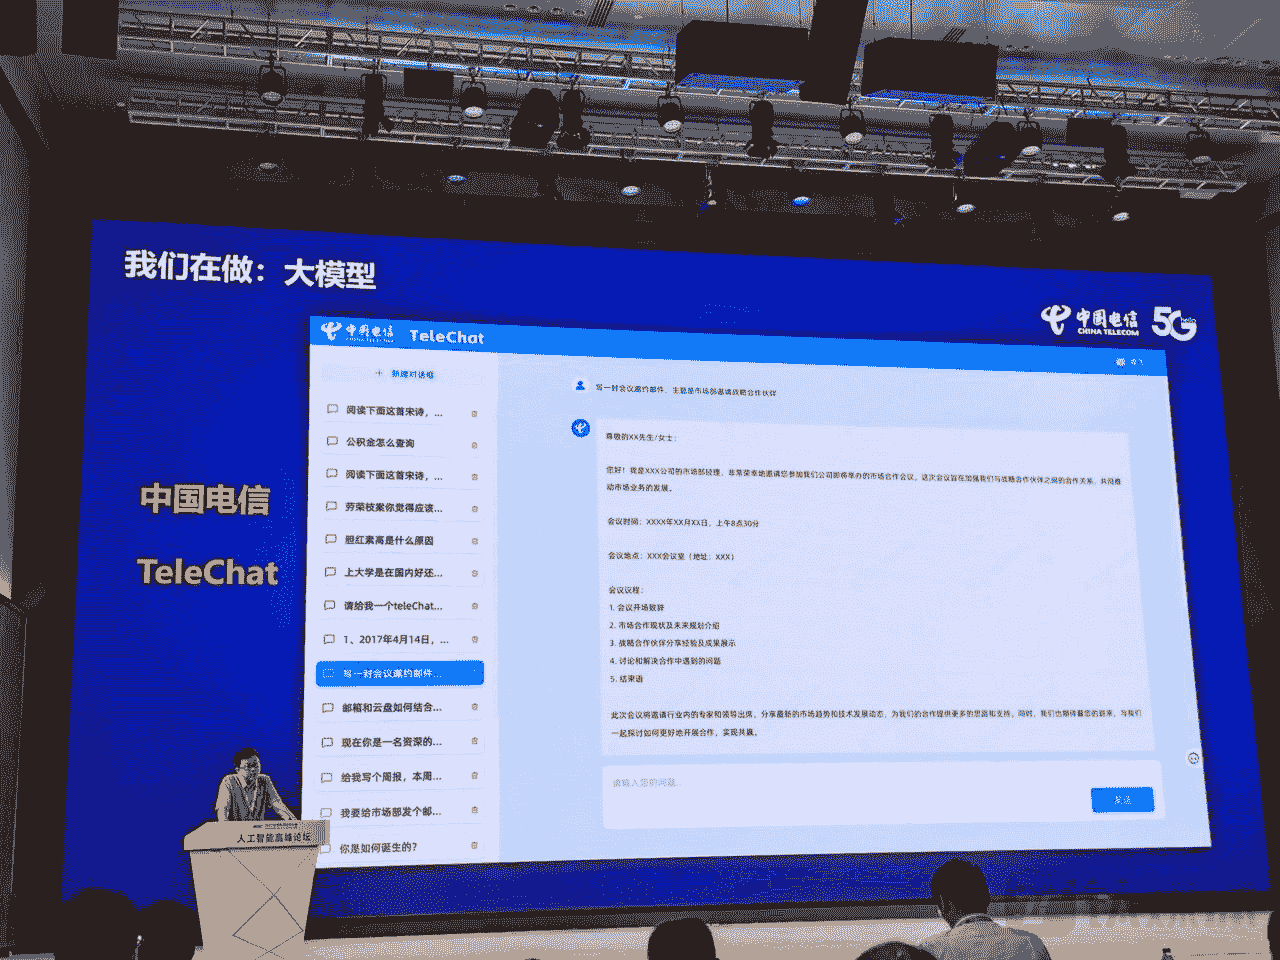 我们在做：大模型
中国电信
CHINA TELECOM
5G
hello
中国电信
TeleChat
中国电信
CHINA TELECOM
TeleChat
+ 新建对话框
阅读下面这首宋诗，...
公积金怎么查询
阅读下面这首宋诗，...
劳荣枝案你觉得应该...
胆红素高是什么原因
上大学是在国内好还...
请给我一个teleChat...
1、2017年4月14日，...
写一封会议邀约邮件...
邮箱和云盘如何结合...
现在你是一名资深的...
给我写个周报，本周...
我要给市场部发个邮...
你是如何诞生的?
写一封会议邀约邮件，主题是市场部邀请战略合作伙伴
尊敬的XX先生/女士：
您好！我是XXX公司的市场部经理，非常荣幸地邀请您参加我们公司即将举办的市场合作会议。这次会议旨在加强我们与战略合作伙伴之间的合作关系，共同推
动市场业务的发展。
会议时间：XXXX年XX月XX日，上午8点30分
会议地点：XXX会议室（地址：XXX）
会议议程：
1. 会议开场致辞
2. 市场合作现状及未来规划介绍
3. 战略合作伙伴分享经验及成果展示
4. 讨论和解决合作中遇到的问题
5. 结束语
此次会议将邀请行业内的专家和领导出席，分享最新的市场趋势和技术发展动态，为我们的合作提供更多的思路和支持。同时，我们也期待着您的到来，与我们
一起探讨如何更好地开展合作，实现共赢。
请输入您的问题...
发送
人工智能高峰论坛